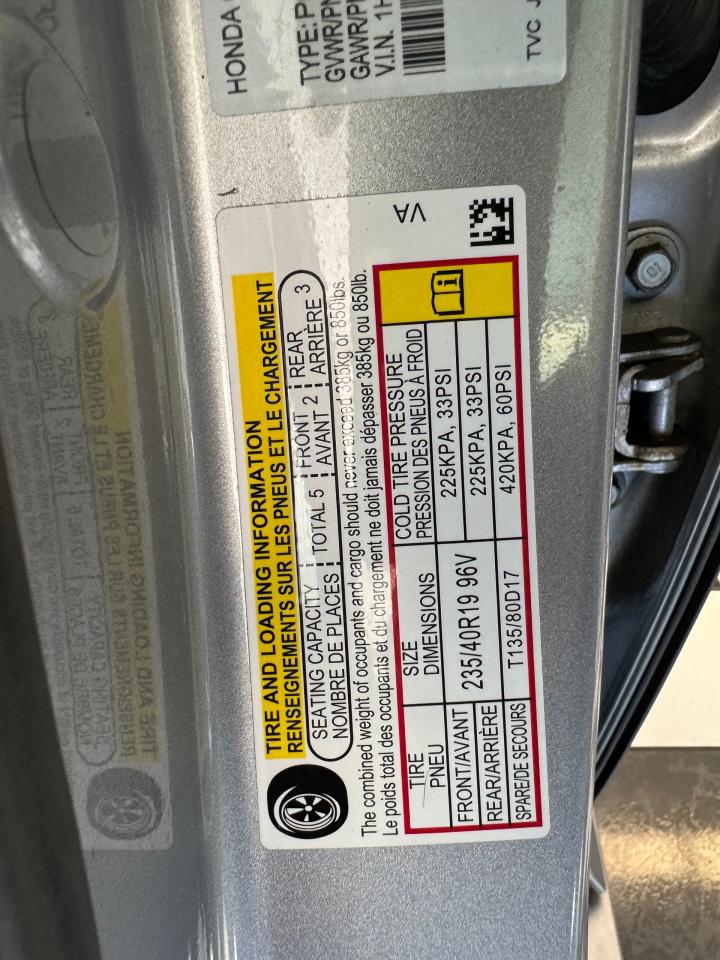 HONDA
TYPE: P
GVWR/PN
GAWR/PN
V.I.N. 1H
TVC J
VA
TIRE AND LOADING INFORMATION
RENSEIGNEMENTS SUR LES PNEUS ET LE CHARGEMENT
SEATING CAPACITY TOTAL 5 FRONT 2 REAR 3
NOMBRE DE PLACES AVANT ARRIÈRE
The combined weight of occupants and cargo should never exceed 385kg or 850lbs.
Le poids total des occupants et du chargement ne doit jamais dépasser 385kg ou 850lb.
TIRE SIZE COLD TIRE PRESSURE
PNEU DIMENSIONS PRESSION DES PNEUS À FROID
FRONT/AVANT 235/40R19 96V 225KPA, 33PSI
REAR/ARRIÈRE 225KPA, 33PSI
SPARE/DE SECOURS T135/80D17 420KPA, 60PSI